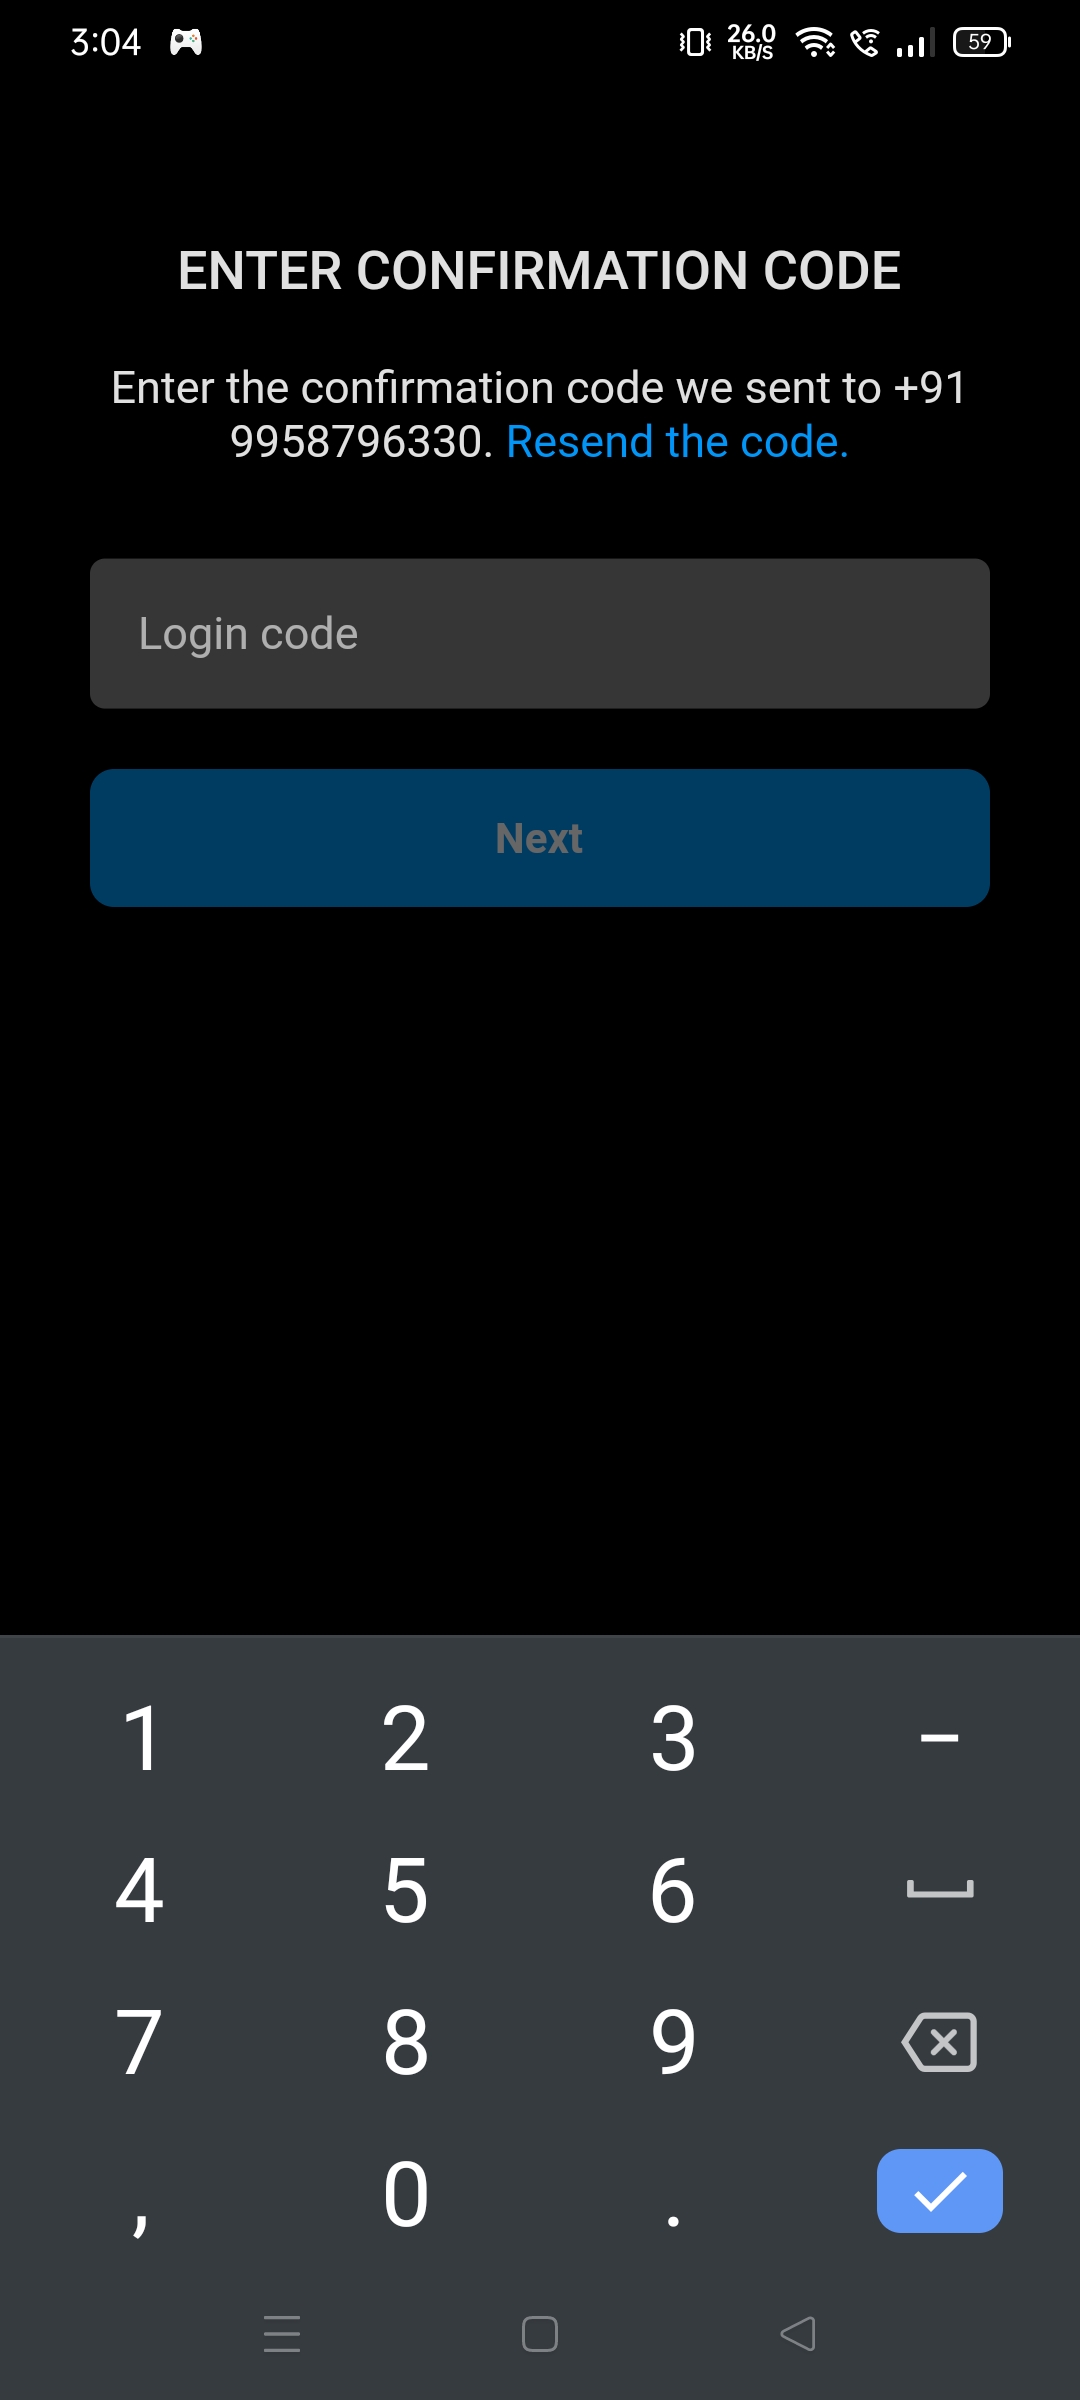 3:04 26.0 KB/S 59
ENTER CONFIRMATION CODE
Enter the confirmation code we sent to +91
9958796330. Resend the code.
Login code
Next
1 2 3 –
4 5 6
7 8 9
, 0 .